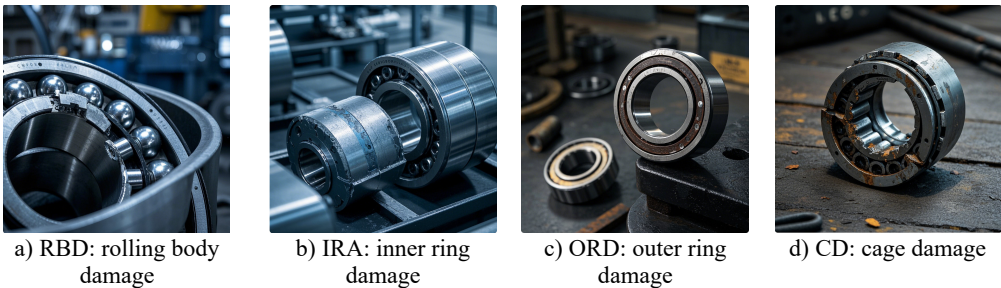 a) RBD: rolling body
damage
b) IRA: inner ring
damage
c) ORD: outer ring
damage
d) CD: cage damage